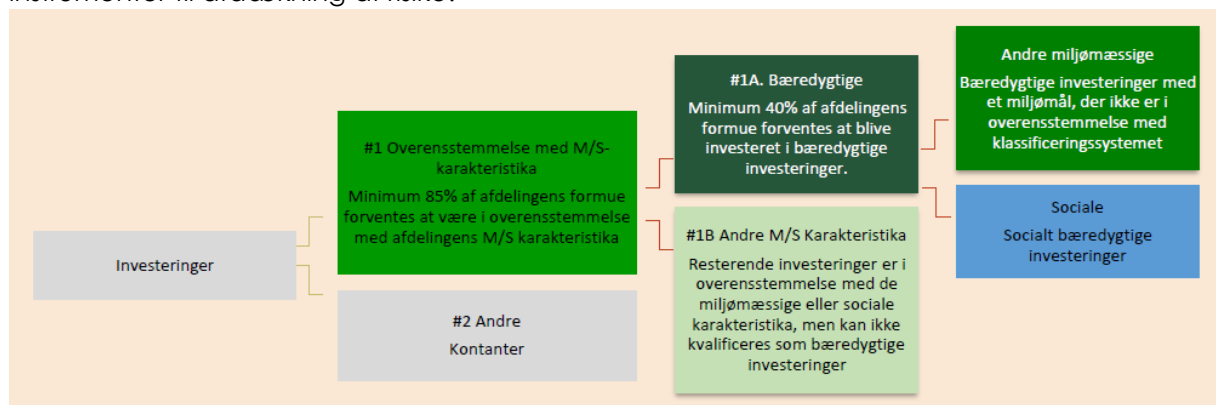 Investeringer
#1 Overensstemmelse med M/S-
karakteristika
Minimum 85% af afdelingens formue
forventes at være i overensstemmelse
med afdelingens M/S karakteristika
#2 Andre
Kontanter
#1A. Bæredygtige
Minimum 40% af afdelingens
formue forventes at blive
investeret i bæredygtige
investeringer.
#1B Andre M/S Karakteristika
Resterende investeringer er i
overensstemmelse med de
miljømæssige eller sociale
karakteristika, men kan ikke
kvalificeres som bæredygtige
investeringer
Andre miljømæssige
Bæredygtige investeringer med
et miljømål, der ikke er i
overensstemmelse med
klassificeringssystemet
Sociale
Socialt bæredygtige
investeringer